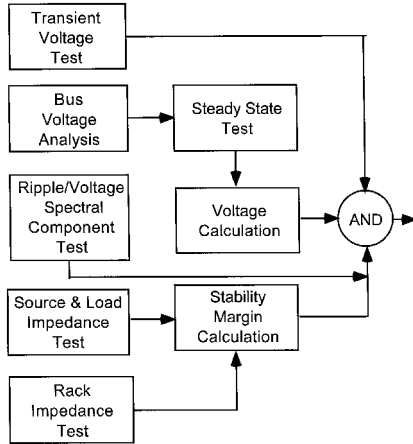 Transient
Voltage
Test
Bus
Voltage
Analysis
Steady State
Test
Ripple/Voltage
Spectral
Component
Test
Voltage
Calculation
AND
Source & Load
Impedance
Test
Stability
Margin
Calculation
Rack
Impedance
Test